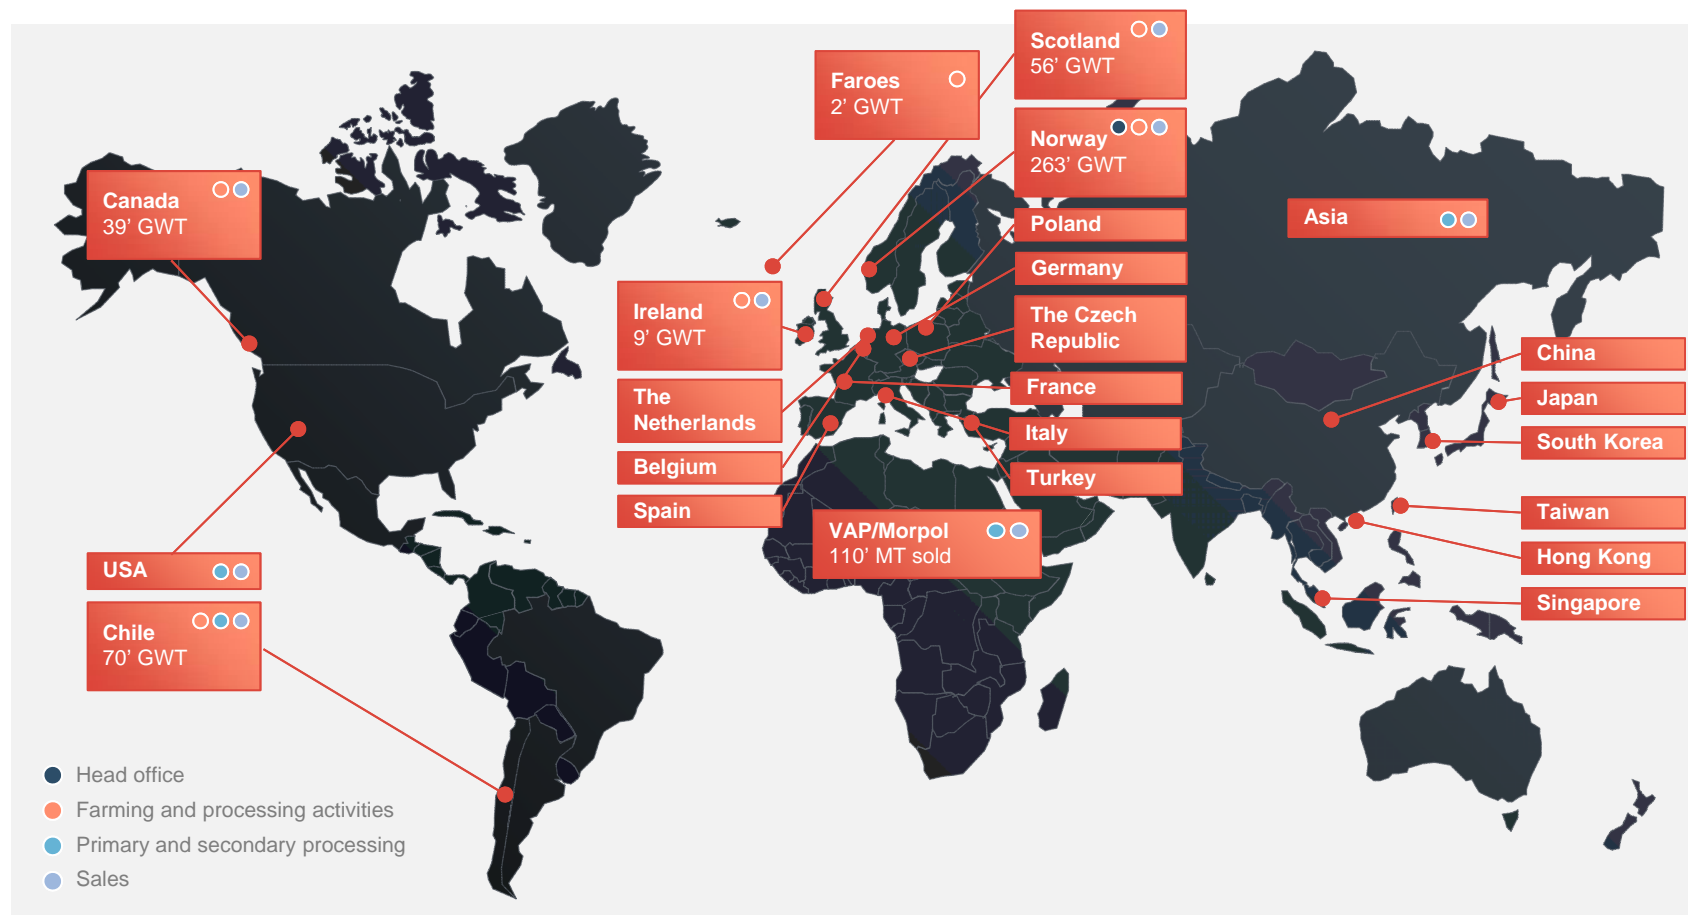 Scotland
56’ GWT
Faroes
2’ GWT
Norway
263’ GWT
Canada
39’ GWT
Asia
Poland
Germany
Ireland
9’ GWT
The Czech
Republic
China
France
The
Netherlands
Japan
Italy
South Korea
Belgium
Turkey
Spain
Taiwan
VAP/Morpol
110’ MT sold
Hong Kong
USA
Singapore
Chile
70’ GWT
Head office
Farming and processing activities
Primary and secondary processing
Sales